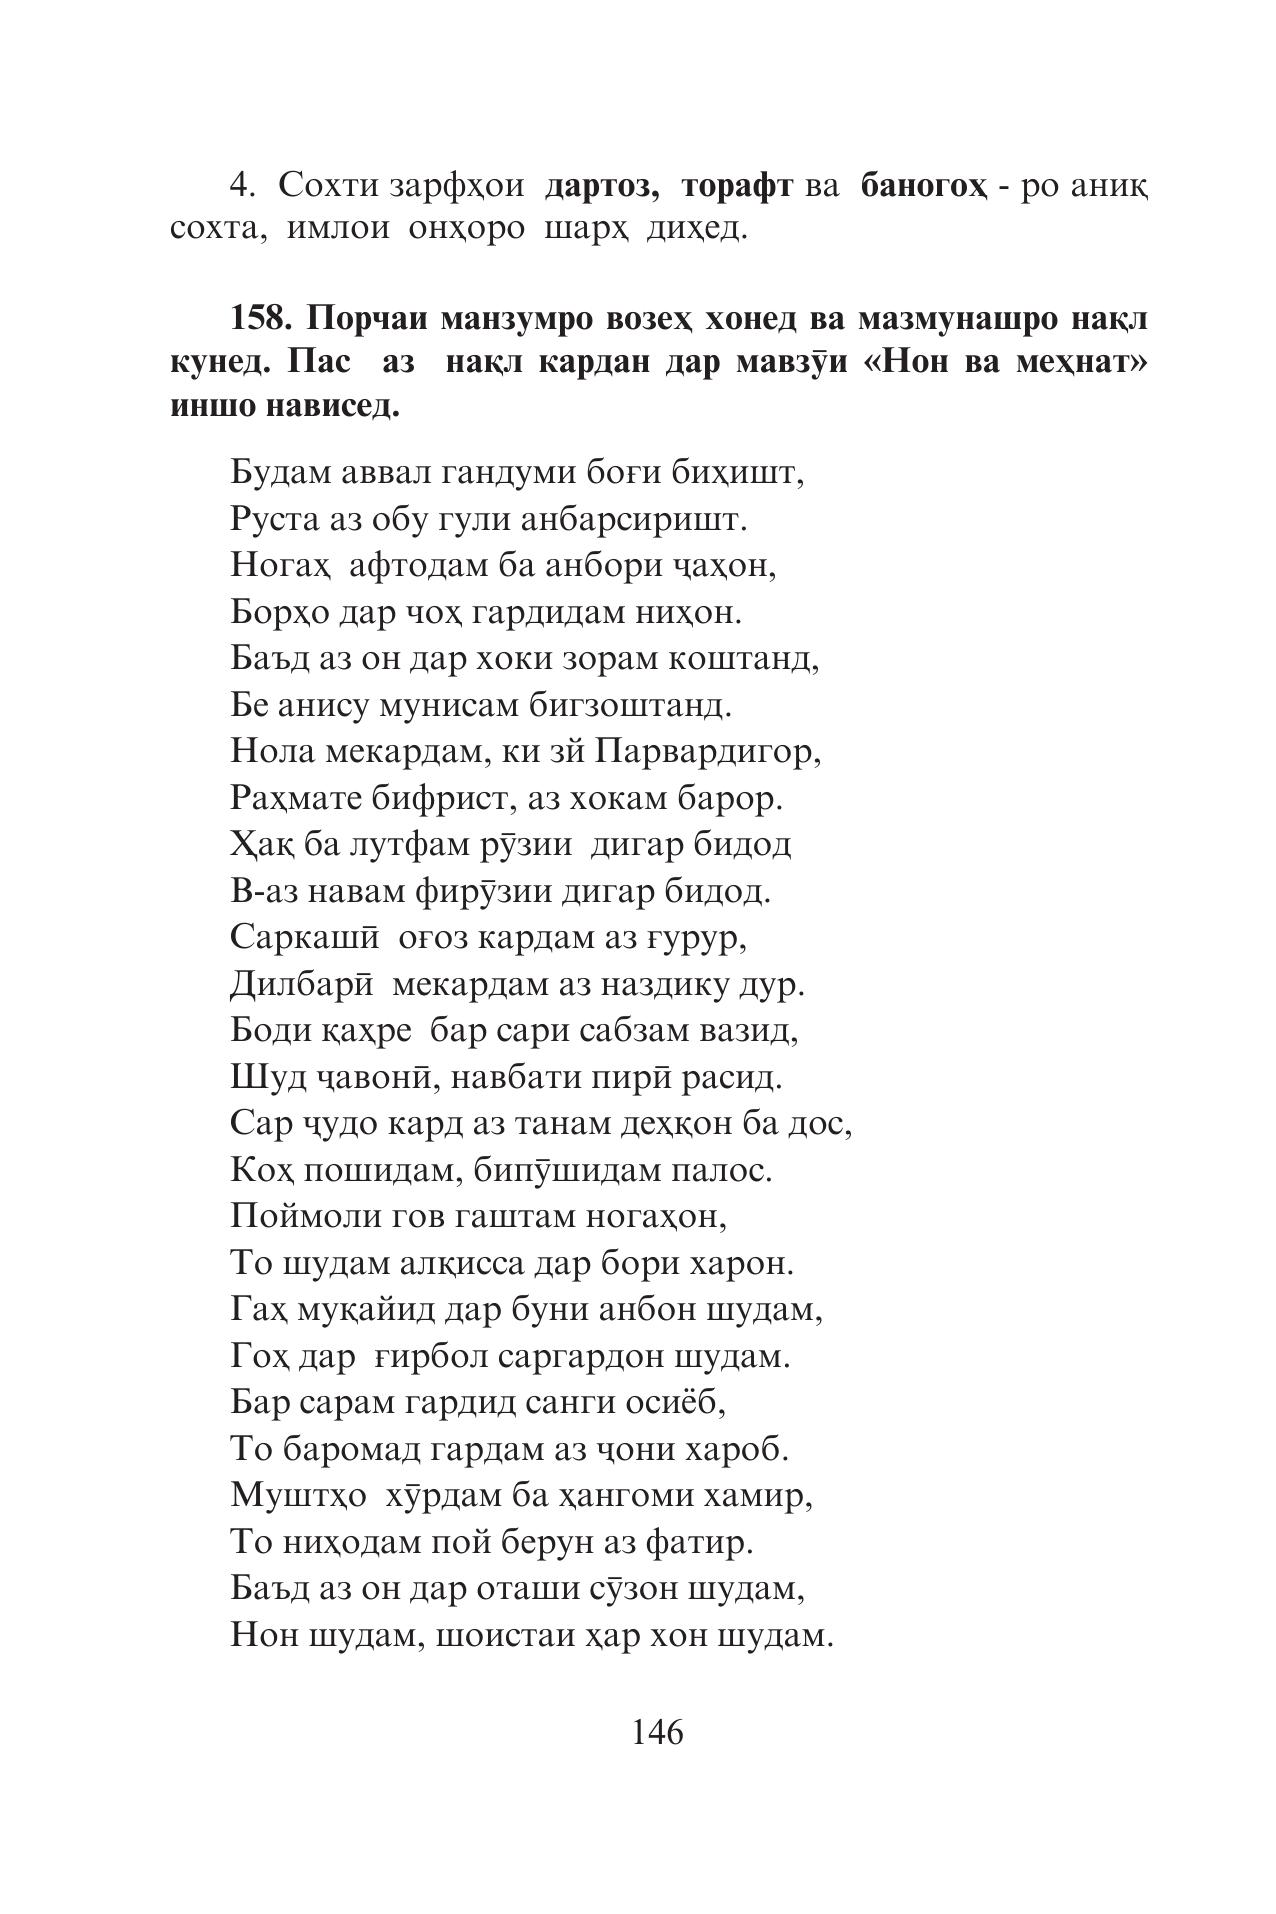 4. Сохти зарфҳои дартоз, торафт ва баногоҳ - ро аниқ
сохта, имлои онҳоро шарҳ диҳед.
158. Порчаи манзумро возеҳ хонед ва мазмунашро нақл
кунед. Пас аз нақл кардан дар мавзӯи «Нон ва меҳнат»
иншо нависед.
Будам аввал гандуми боғи биҳишт,
Руста аз обу гули анбарсиришт.
Ногаҳ афтодам ба анбори ҷаҳон,
Борҳо дар чоҳ гардидам ниҳон.
Баъд аз он дар хоки зорам коштанд,
Бе анису мунисам бигзоштанд.
Нола мекардам, ки зй Парвардигор,
Раҳмате бифрист, аз хокам барор.
Ҳақ ба лутфам рӯзии дигар бидод
В-аз навам фирӯзии дигар бидод.
Саркашӣ оғоз кардам аз ғурур,
Дилбарӣ мекардам аз наздику дур.
Боди қаҳре бар сари сабзам вазид,
Шуд ҷавонӣ, навбати пирӣ расид.
Сар ҷудо кард аз танам деҳқон ба дос,
Коҳ пошидам, бипӯшидам палос.
Поймоли гов гаштам ногаҳон,
То шудам алқисса дар бори харон.
Гаҳ муқайид дар буни анбон шудам,
Гоҳ дар ғирбол саргардон шудам.
Бар сарам гардид санги осиёб,
То баромад гардам аз ҷони хароб.
Муштҳо хӯрдам ба ҳангоми хамир,
То ниҳодам пой берун аз фатир.
Баъд аз он дар оташи сӯзон шудам,
Нон шудам, шоистаи ҳар хон шудам.
146